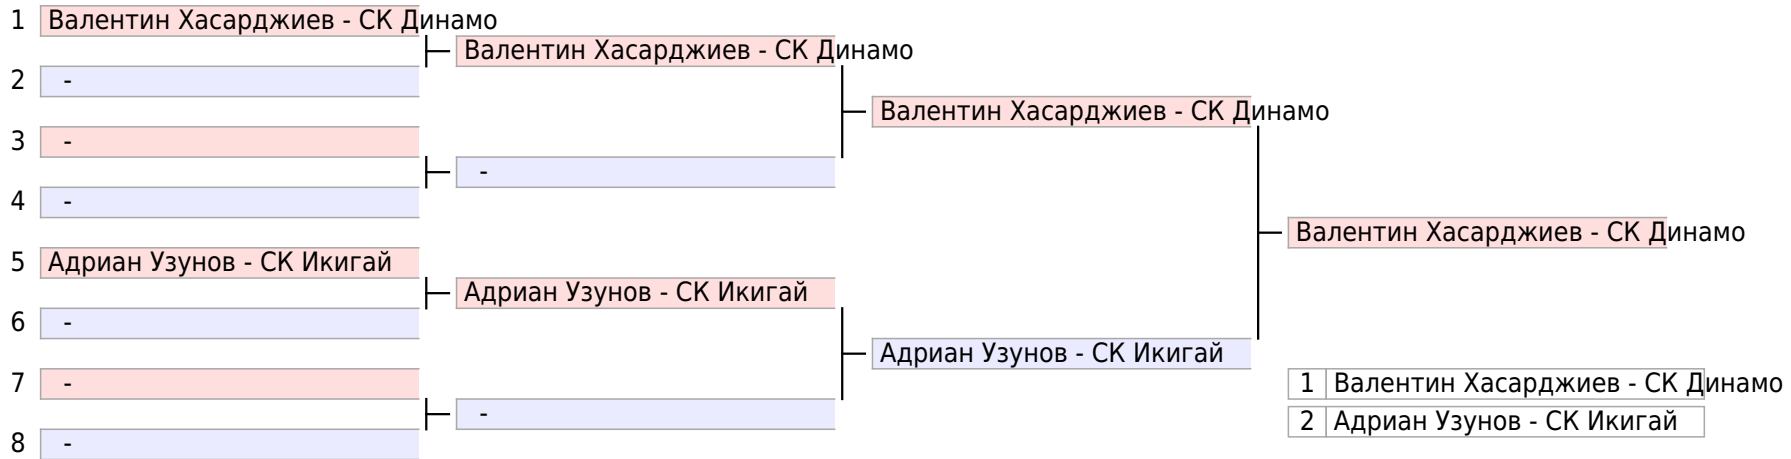 1 Валентин Хасарджиев - СК Динамо
Валентин Хасарджиев - СК Динамо
2 -
Валентин Хасарджиев - СК Динамо
3 -
-
4 -
Валентин Хасарджиев - СК Динамо
5 Адриан Узунов - СК Икигай
Адриан Узунов - СК Икигай
6 -
Адриан Узунов - СК Икигай
7 -
1 Валентин Хасарджиев - СК Динамо
-
2 Адриан Узунов - СК Икигай
8 -